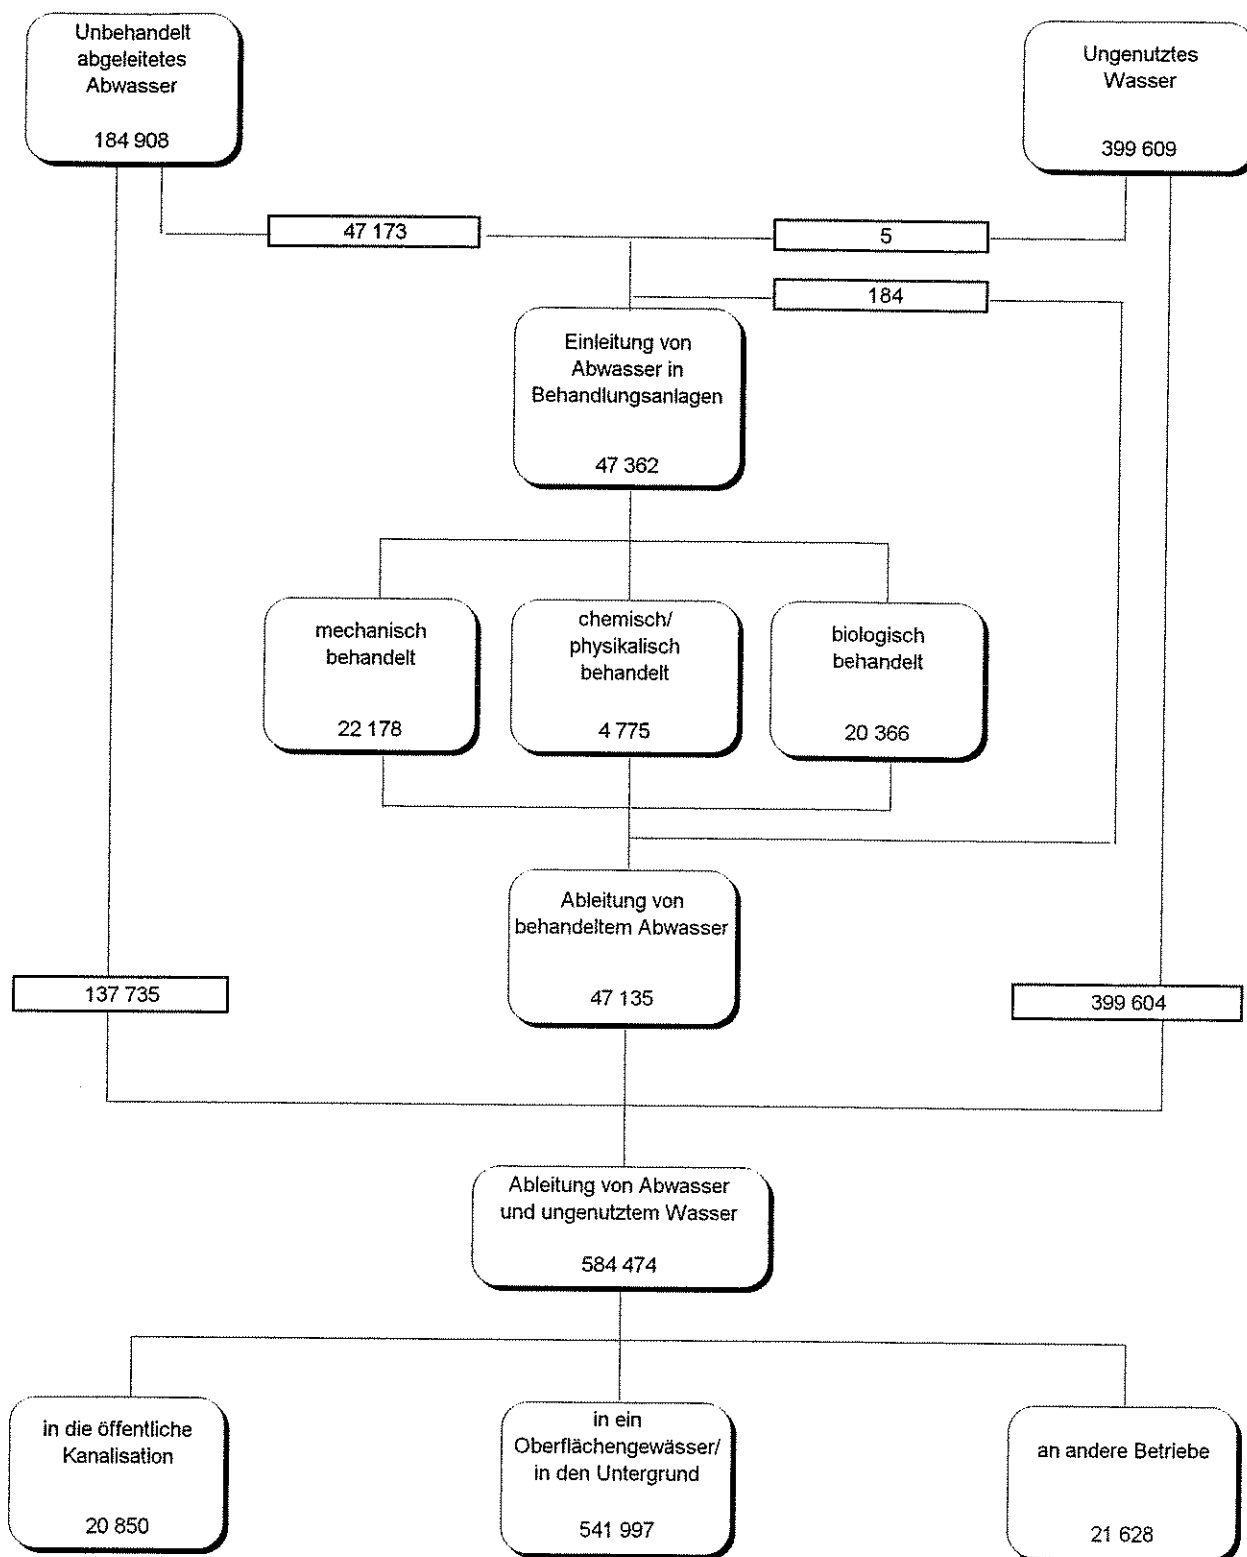 Unbehandelt
abgeleitetes
Abwasser
184 908
Ungenutztes
Wasser
399 609
47 173
5
184
Einleitung von
Abwasser in
Behandlungsanlagen
47 362
mechanisch
behandelt
22 178
chemisch/
physikalisch
behandelt
4 775
biologisch
behandelt
20 366
Ableitung von
behandeltem Abwasser
47 135
137 735
399 604
Ableitung von Abwasser
und ungenutztem Wasser
584 474
in die öffentliche
Kanalisation
20 850
in ein
Oberflächengewässer/
in den Untergrund
541 997
an andere Betriebe
21 628